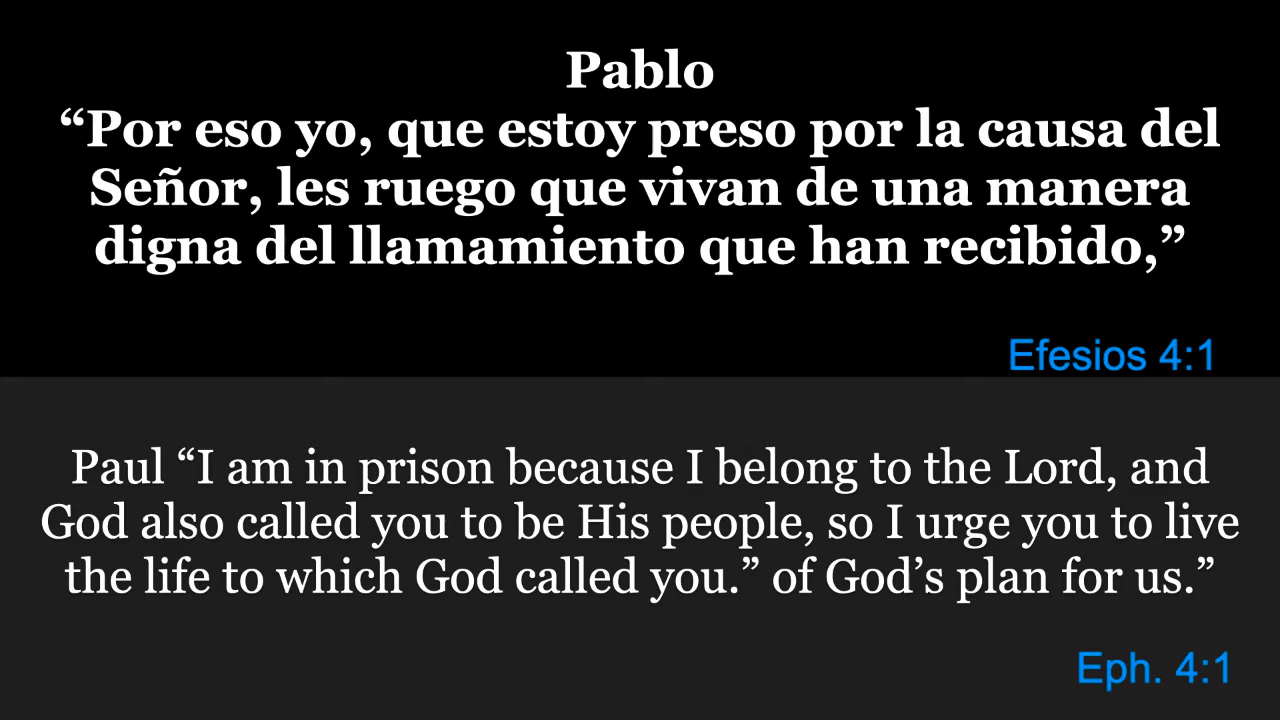 Pablo
“Por eso yo, que estoy preso por la causa del
Señor, les ruego que vivan de una manera
digna del llamamiento que han recibido,”
Efesios 4:1
Paul “I am in prison because I belong to the Lord, and
God also called you to be His people, so I urge you to live
the life to which God called you.” of God’s plan for us.”
Eph. 4:1